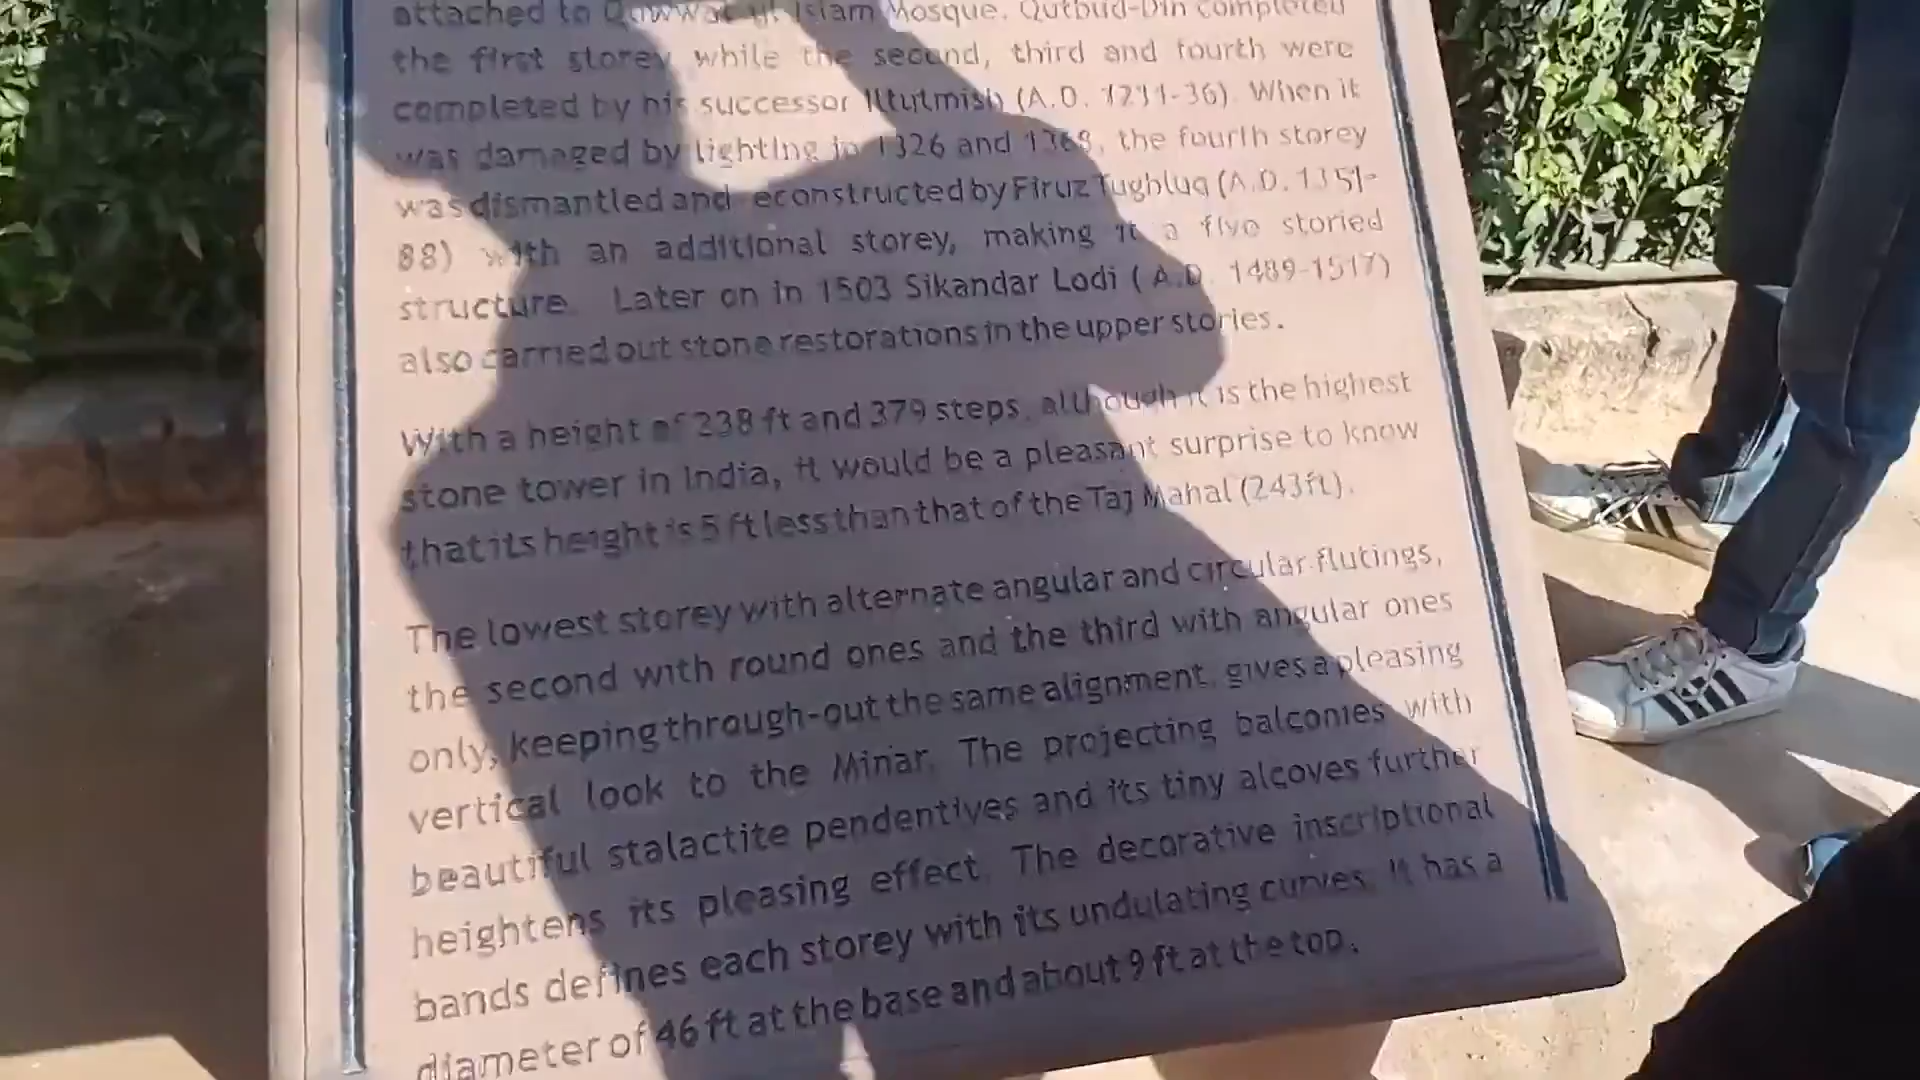 attached to Quwwat-ul-Islam Mosque. Qutbud-Din completed
the first storey while the second, third and fourth were
completed by his successor Iltutmish (A.D. 1211-36). When it
was damaged by lighting in 1326 and 1368, the fourth storey
was dismantled and econstructed by Firuz Tughluq (A.D. 1351-
88) with an additional storey, making it a five storied
structure. Later on in 1503 Sikandar Lodi ( A.D. 1489-1517)
also carried out stone restorations in the upper stories.
With a height of 238 ft and 379 steps, although it is the highest
stone tower in India, it would be a pleasant surprise to know
that its height is 5 ft less than that of the Taj Mahal (243ft).
The lowest storey with alternate angular and circular flutings,
the second with round ones and the third with angular ones
only, keeping through-out the same alignment, gives a pleasing
vertical look to the Minar. The projecting balconies with
beautiful stalactite pendentives and its tiny alcoves further
heightens its pleasing effect. The decorative inscriptional
bands defines each storey with its undulating curves. It has a
diameter of 46 ft at the base and about 9 ft at the top.